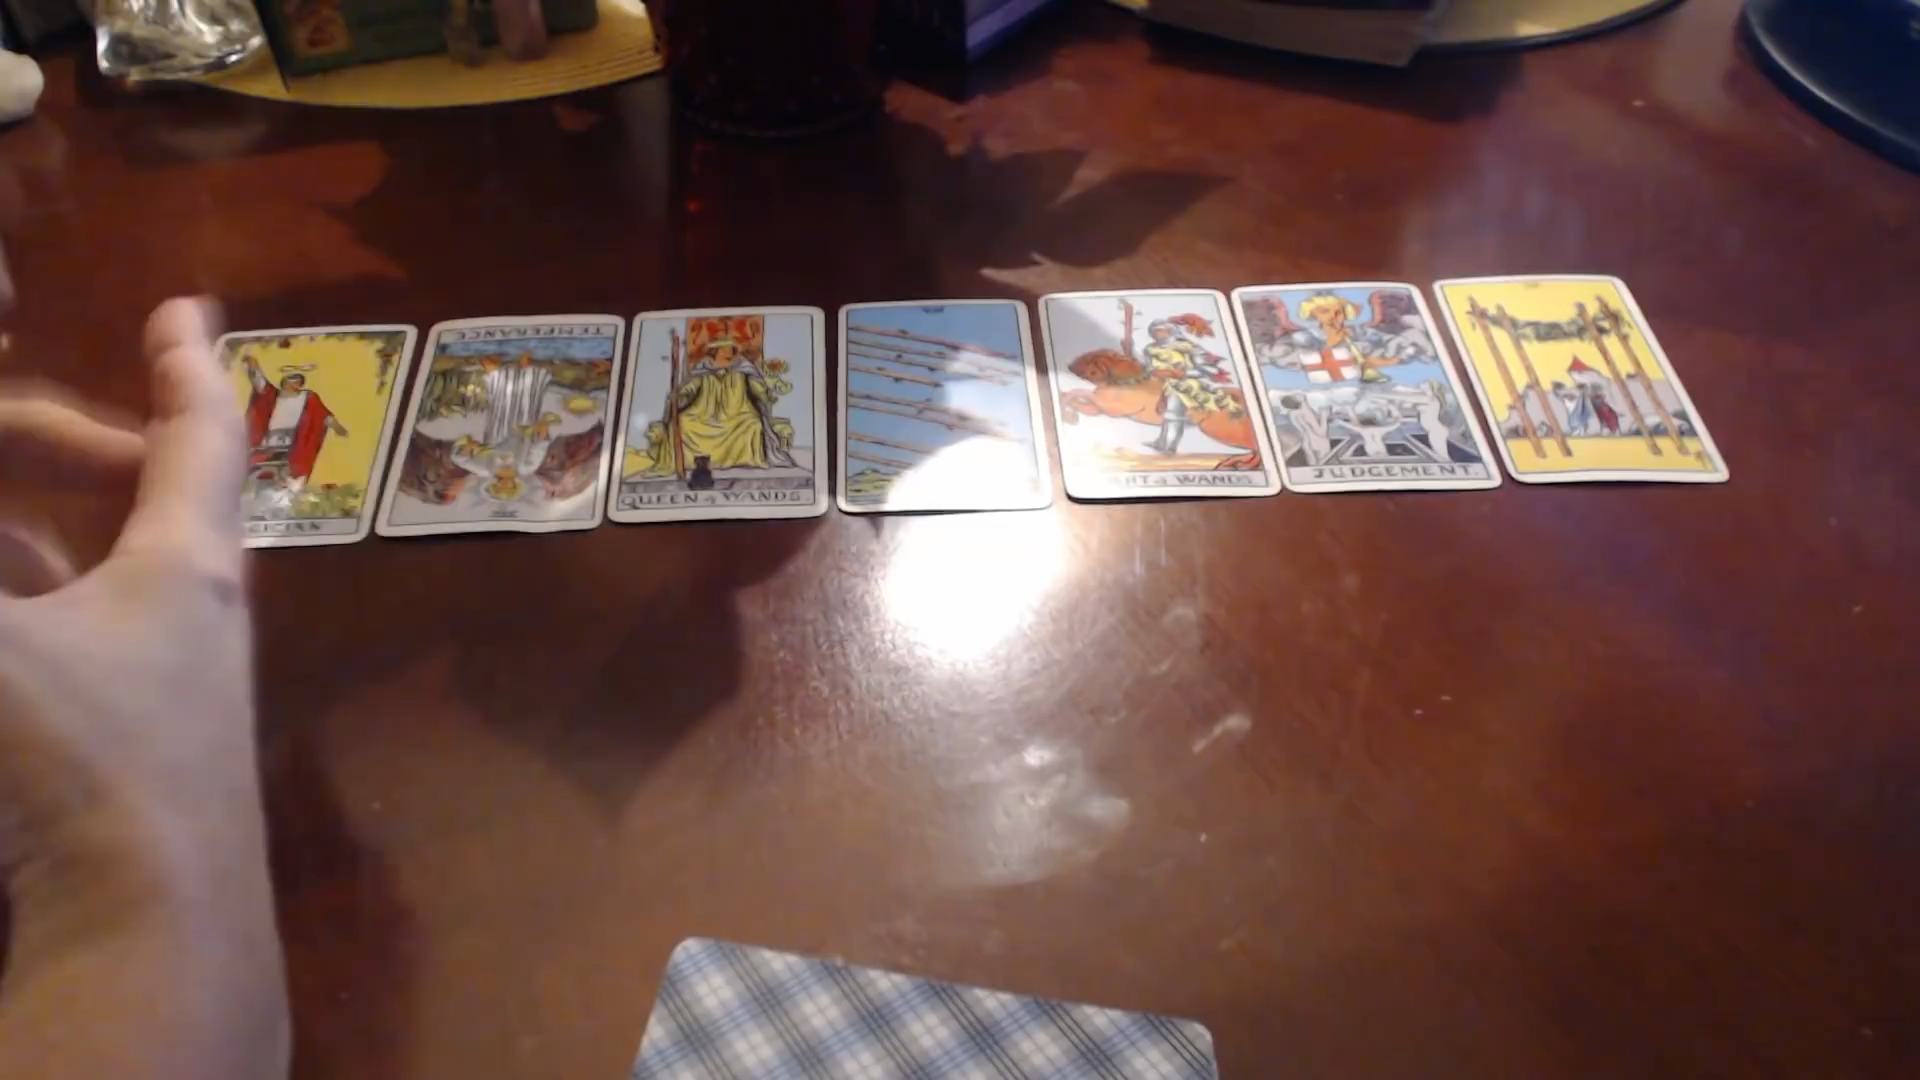 TEMPERANCE.
QUEEN of WANDS
WANDS
JUDGEMENT.